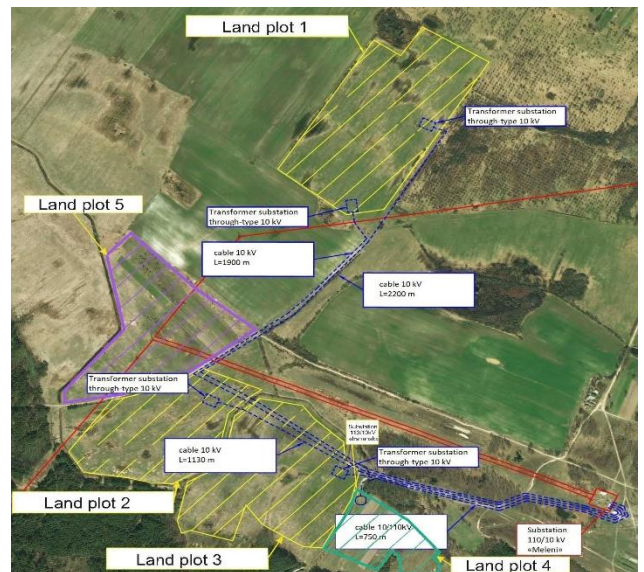 Land plot 1
Transformer substation
through-type 10 kV
Land plot 5
Transformer substation
through-type 10 kV
cable 10 kV
L=1900 m
cable 10 kV
L=2200 m
Transformer substation
through-type 10 kV
Substation
110/10kV
cable 10 kV
L=1130 m
Transformer substation
through-type 10 kV
Land plot 2
cable 10/110kV
L=750 m
Substation
110/10 kV
«Meleni»
Land plot 3
Land plot 4